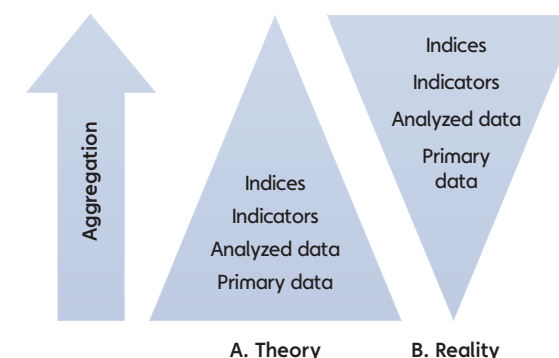 Aggregation
Indices
Indicators
Analyzed data
Primary data
A. Theory
Indices
Indicators
Analyzed data
Primary
data
B. Reality